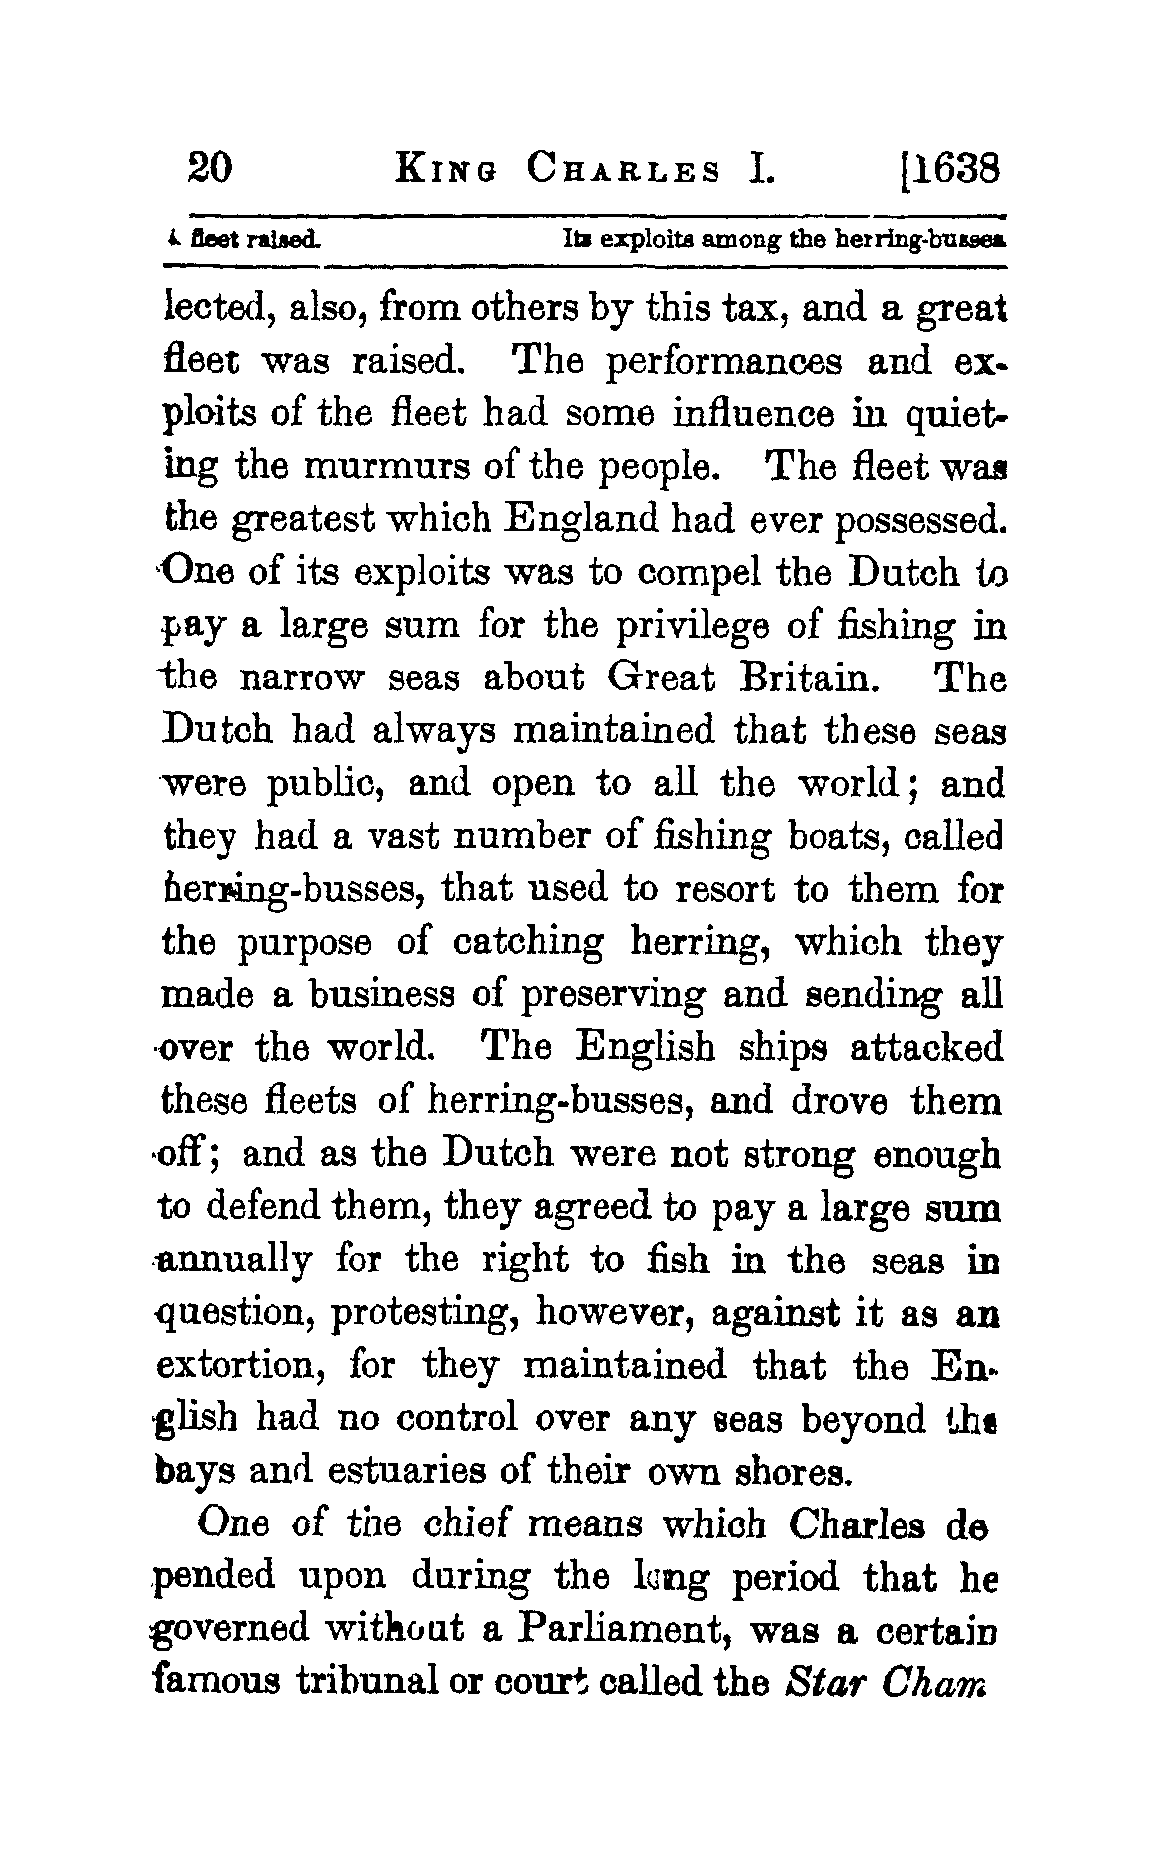 20 KING CHARLES I. [1638
A fleet raised. Its exploits among the herring-busses.
lected, also, from others by this tax, and a great
fleet was raised. The performances and ex-
ploits of the fleet had some influence in quiet-
ing the murmurs of the people. The fleet was
the greatest which England had ever possessed.
One of its exploits was to compel the Dutch to
pay a large sum for the privilege of fishing in
the narrow seas about Great Britain. The
Dutch had always maintained that these seas
were public, and open to all the world; and
they had a vast number of fishing boats, called
herring-busses, that used to resort to them for
the purpose of catching herring, which they
made a business of preserving and sending all
over the world. The English ships attacked
these fleets of herring-busses, and drove them
off; and as the Dutch were not strong enough
to defend them, they agreed to pay a large sum
annually for the right to fish in the seas in
question, protesting, however, against it as an
extortion, for they maintained that the En-
glish had no control over any seas beyond the
bays and estuaries of their own shores.
One of the chief means which Charles de
pended upon during the long period that he
governed without a Parliament, was a certain
famous tribunal or court called the Star Cham